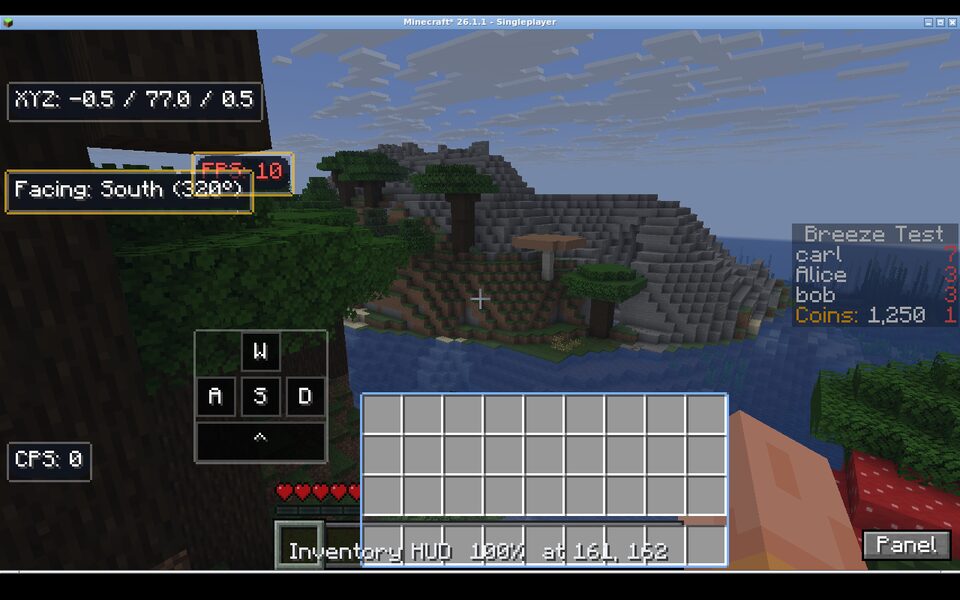 Minecraft* 26.1.1 - Singleplayer
XYZ: -0.5 / 77.0 / 0.5
FPS: 10
Facing: South (320°)
Breeze Test
carl 7
Alice 3
bob 3
Coins: 1,250 1
W
A S D
^
CPS: 0
Inventory HUD 100% at 161, 162
Panel